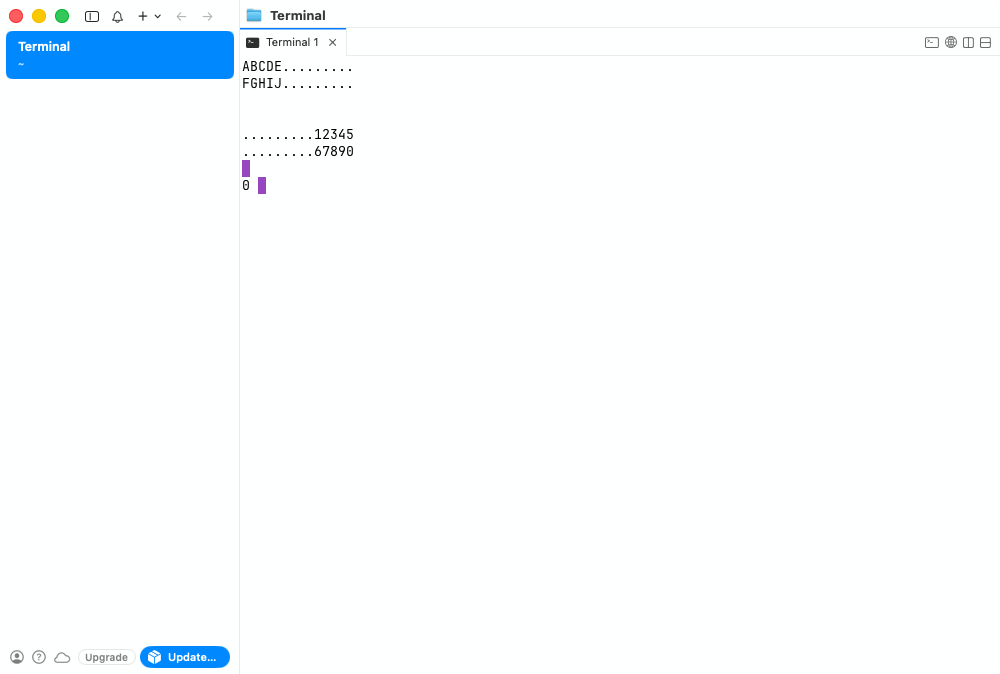 Terminal
Terminal
~
Terminal 1
ABCDE.........
FGHIJ.........
.........12345
.........67890
0
Upgrade
Update...